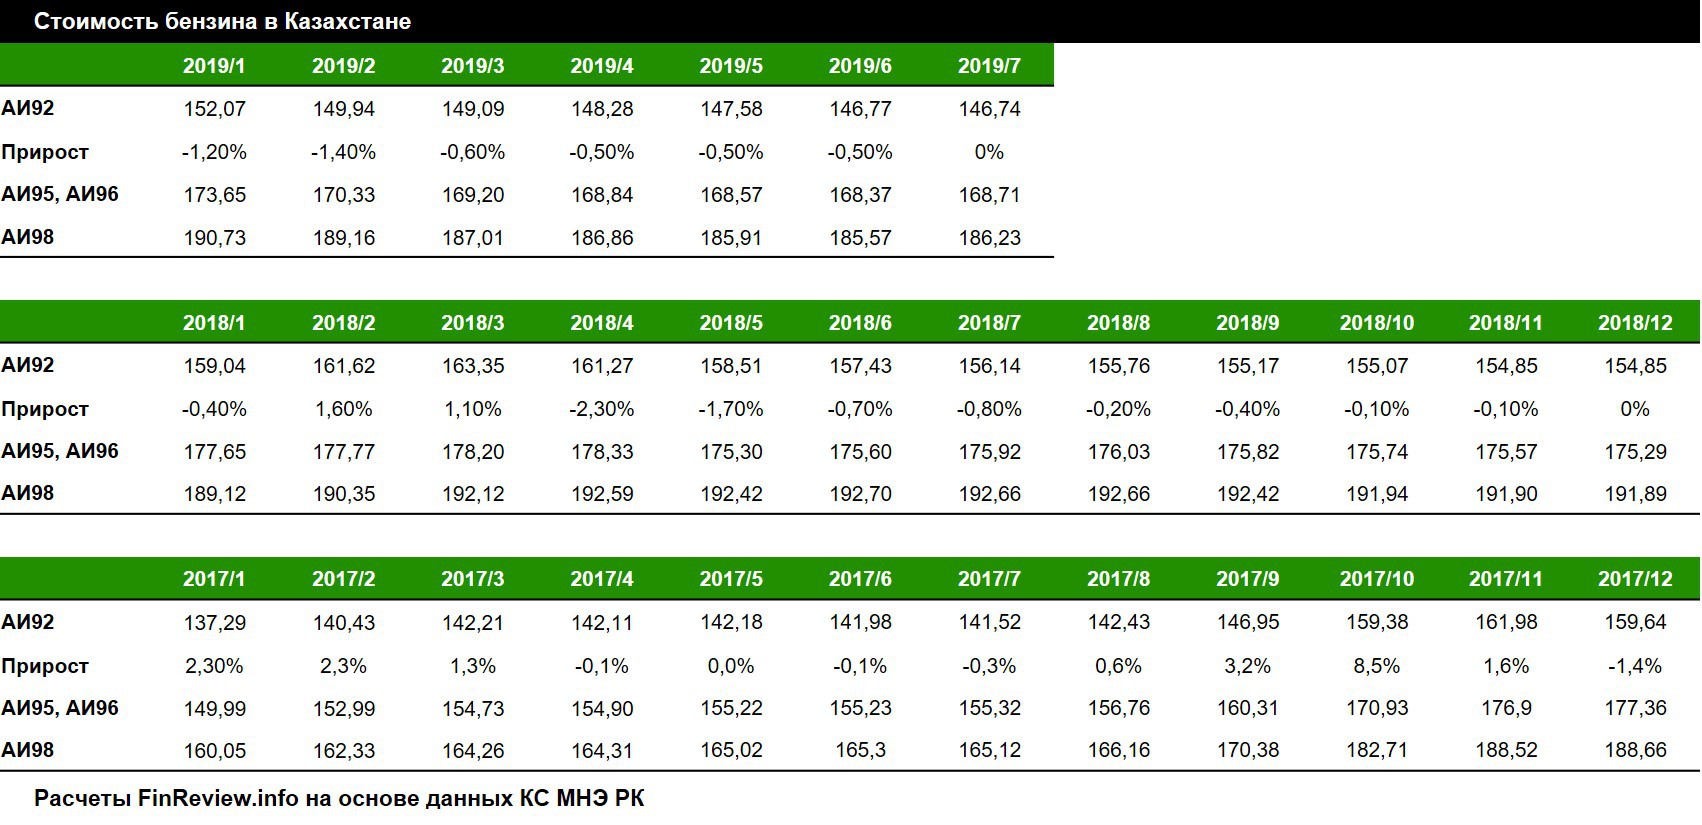 Стоимость бензина в Казахстане
2019/1 2019/2 2019/3 2019/4 2019/5 2019/6 2019/7
АИ92 152,07 149,94 149,09 148,28 147,58 146,77 146,74
Прирост -1,20% -1,40% -0,60% -0,50% -0,50% -0,50% 0%
АИ95, АИ96 173,65 170,33 169,20 168,84 168,57 168,37 168,71
АИ98 190,73 189,16 187,01 186,86 185,91 185,57 186,23
2018/1 2018/2 2018/3 2018/4 2018/5 2018/6 2018/7 2018/8 2018/9 2018/10 2018/11 2018/12
АИ92 159,04 161,62 163,35 161,27 158,51 157,43 156,14 155,76 155,17 155,07 154,85 154,85
Прирост -0,40% 1,60% 1,10% -2,30% -1,70% -0,70% -0,80% -0,20% -0,40% -0,10% -0,10% 0%
АИ95, АИ96 177,65 177,77 178,20 178,33 175,30 175,60 175,92 176,03 175,82 175,74 175,57 175,29
АИ98 189,12 190,35 192,12 192,59 192,42 192,70 192,66 192,66 192,42 191,94 191,90 191,89
2017/1 2017/2 2017/3 2017/4 2017/5 2017/6 2017/7 2017/8 2017/9 2017/10 2017/11 2017/12
АИ92 137,29 140,43 142,21 142,11 142,18 141,98 141,52 142,43 146,95 159,38 161,98 159,64
Прирост 2,30% 2,3% 1,3% -0,1% 0,0% -0,1% -0,3% 0,6% 3,2% 8,5% 1,6% -1,4%
АИ95, АИ96 149,99 152,99 154,73 154,90 155,22 155,23 155,32 156,76 160,31 170,93 176,9 177,36
АИ98 160,05 162,33 164,26 164,31 165,02 165,3 165,12 166,16 170,38 182,71 188,52 188,66
Расчеты FinReview.info на основе данных КС МНЭ РК